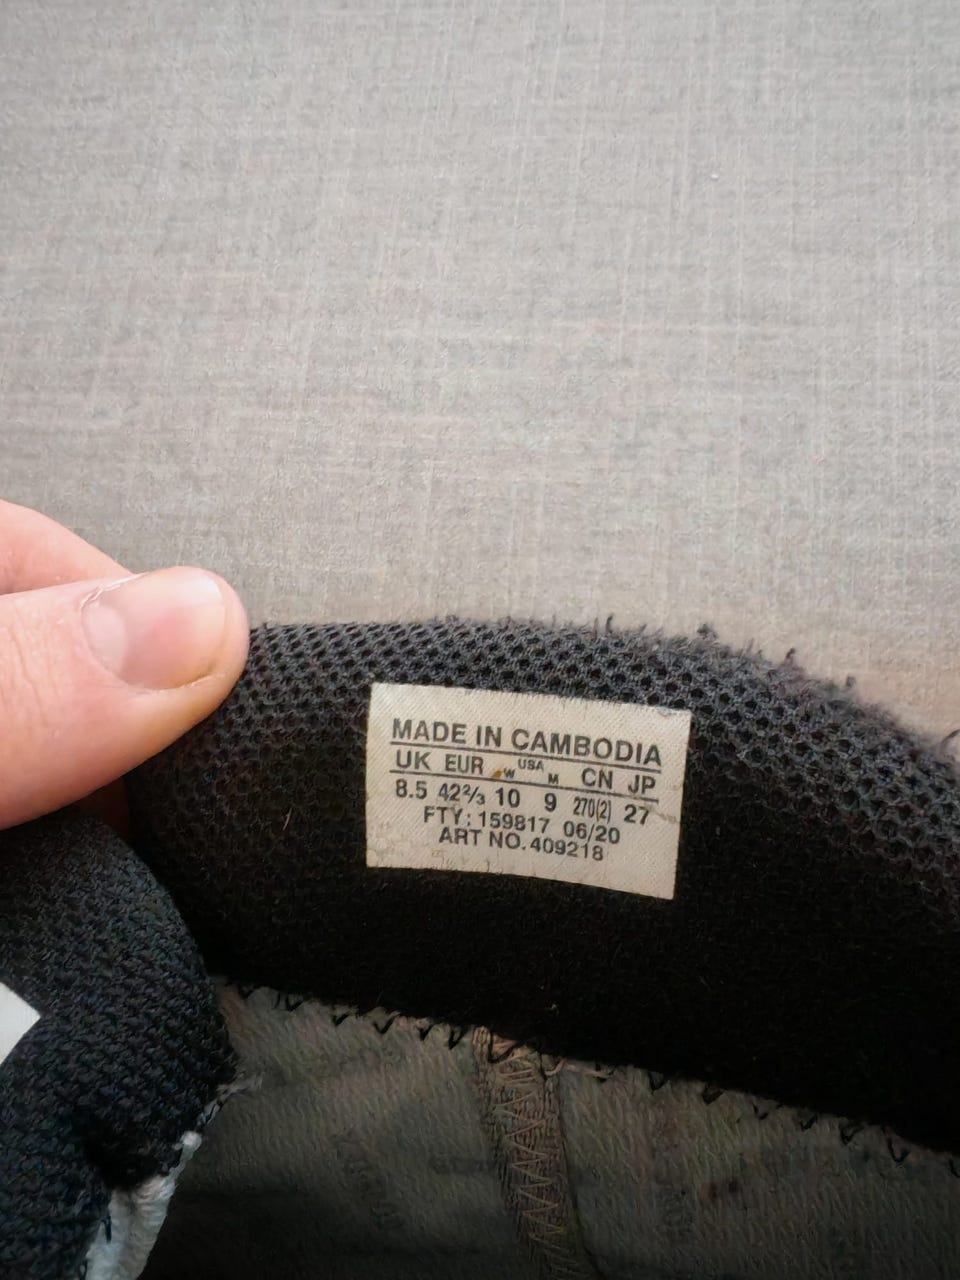 MADE IN CAMBODIA
UK EUR W USA M CN JP
8.5 42⅔ 10 9 270(2) 27
FTY: 159817 06/20
ART NO. 409218